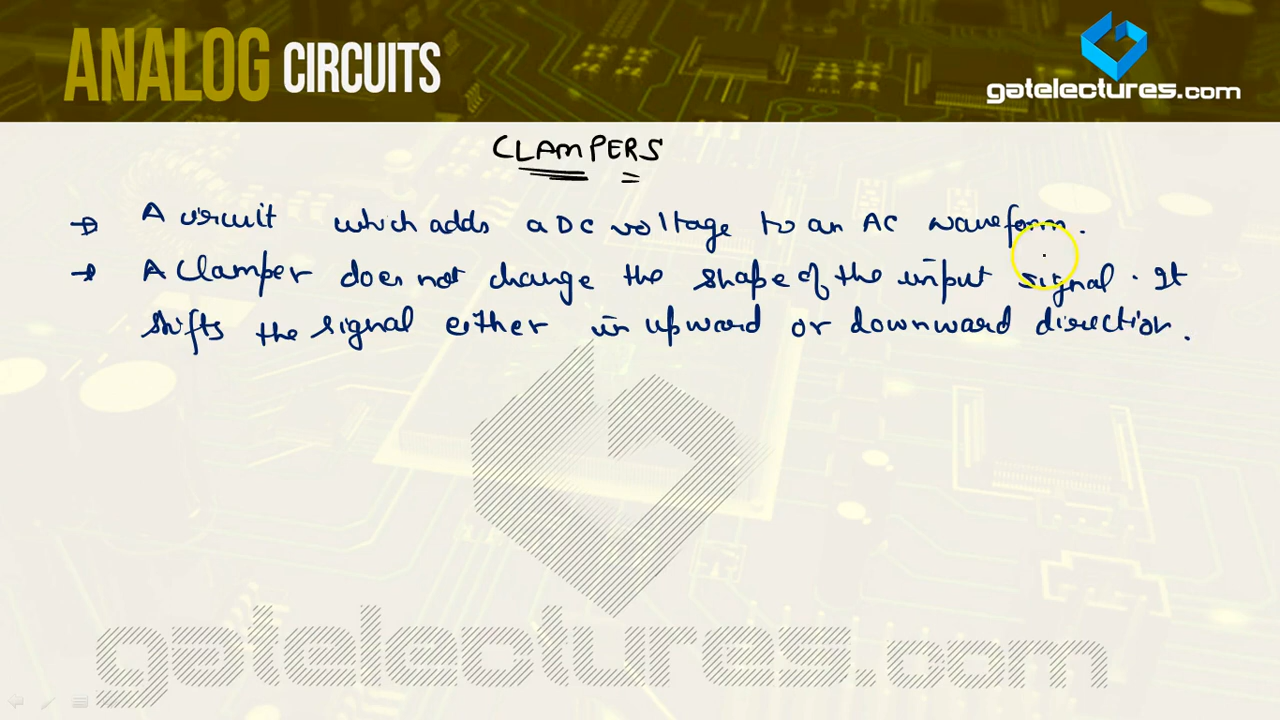 ANALOG CIRCUITS
gatelectures.com
CLAMPERS
→ A circuit which adds a DC voltage to an AC waveform.
→ A Clamper does not change the shape of the input signal. It
shifts the signal either in upward or downward direction.
gatelectures.com